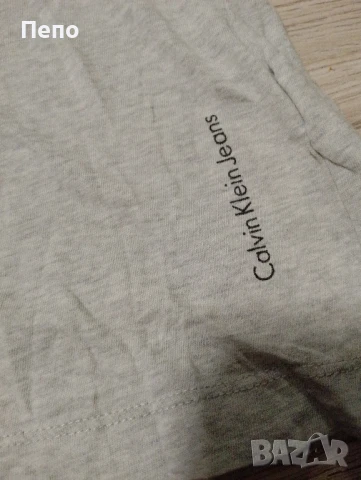 Пепо
Calvin Klein Jeans
BAZAR